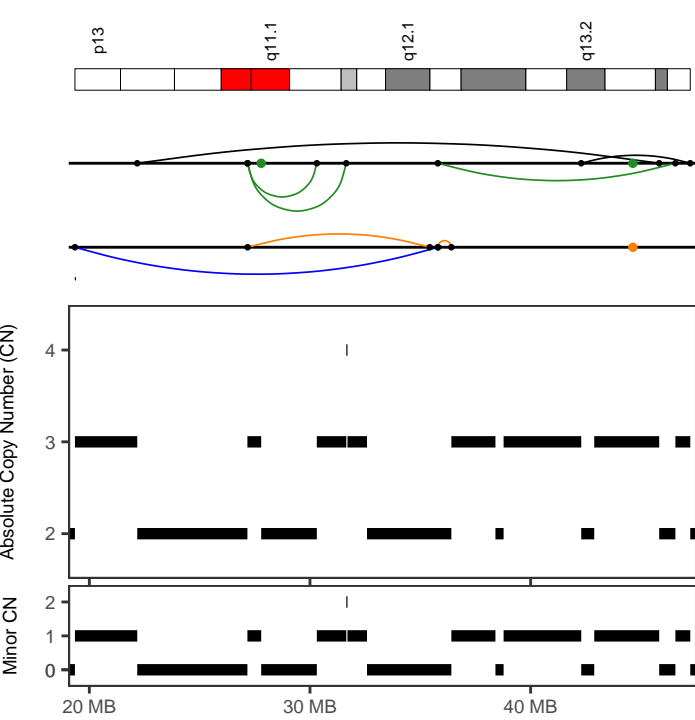 p13
q11.1
q12.1
q13.2
Absolute Copy Number (CN)
4
3
2
Minor CN
2
1
0
20 MB
30 MB
40 MB